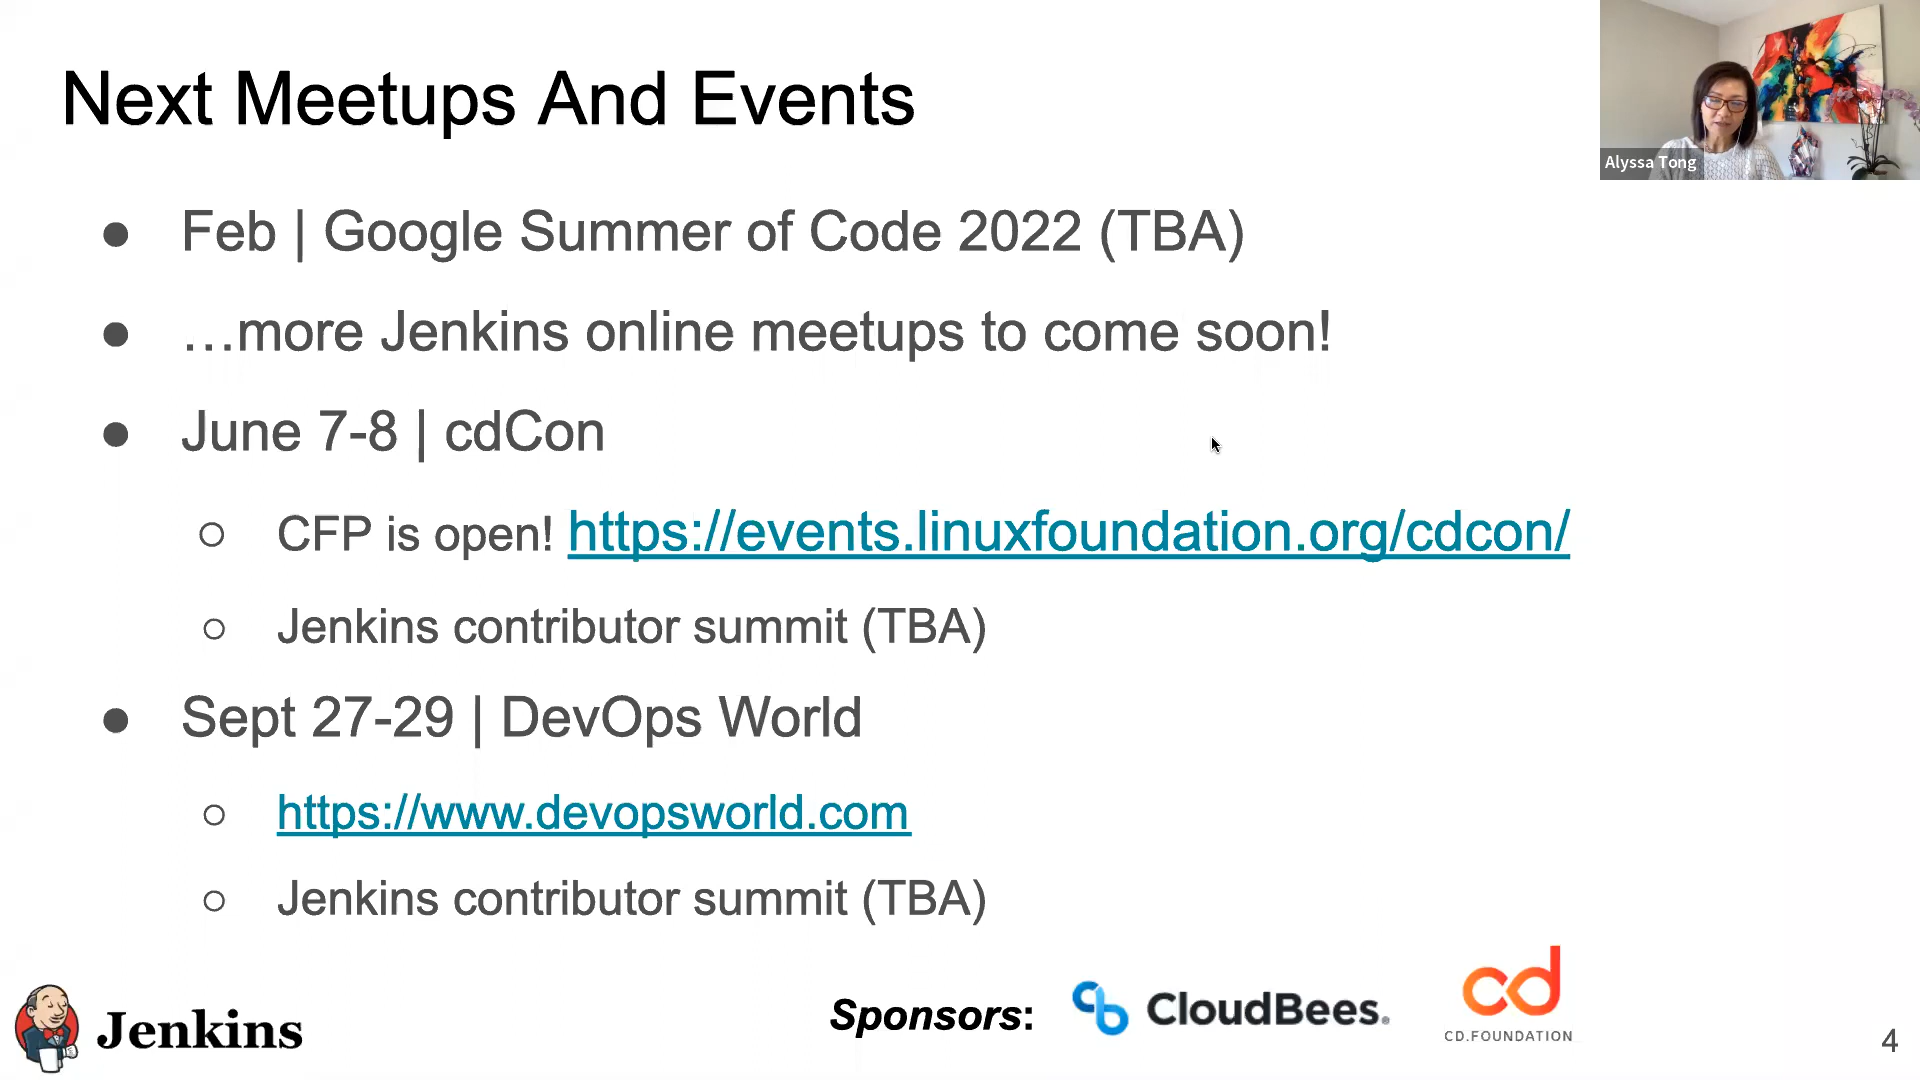 Next Meetups And Events
Alyssa Tong
● Feb | Google Summer of Code 2022 (TBA)
● …more Jenkins online meetups to come soon!
● June 7-8 | cdCon
○ CFP is open! https://events.linuxfoundation.org/cdcon/
○ Jenkins contributor summit (TBA)
● Sept 27-29 | DevOps World
○ https://www.devopsworld.com
○ Jenkins contributor summit (TBA)
Jenkins
Sponsors:
CloudBees®
cd
CD.FOUNDATION
4